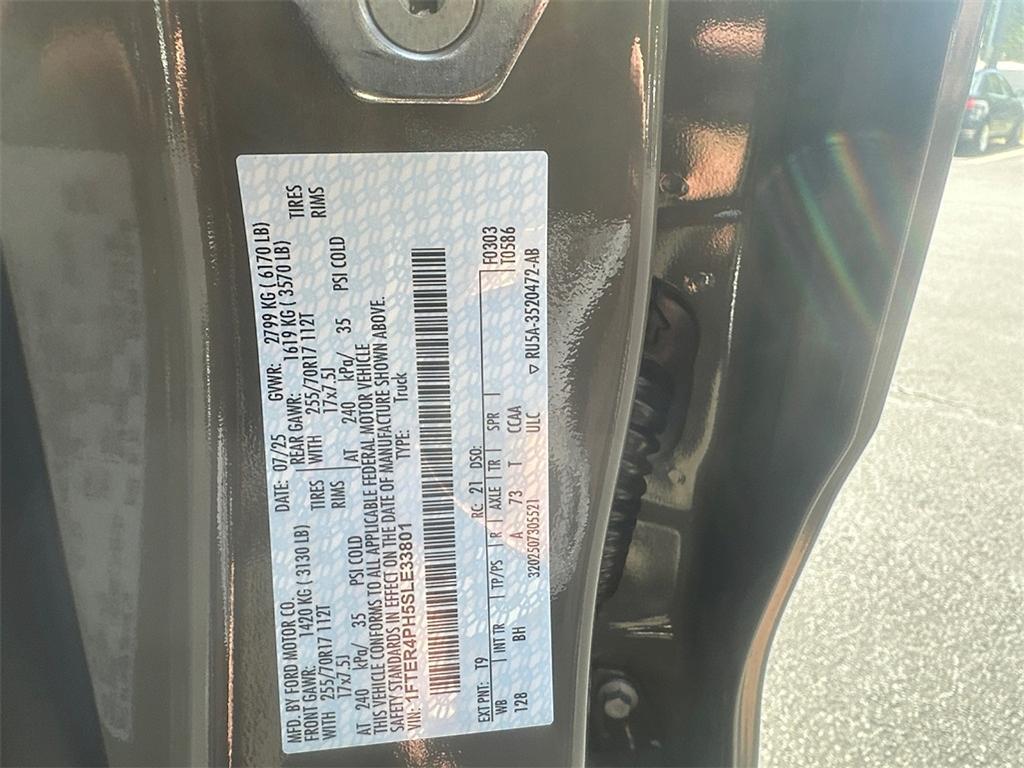 MFD. BY FORD MOTOR CO.
DATE: 07/25 GVWR: 2799 KG ( 6170 LB)
FRONT GAWR: 1420 KG ( 3130 LB)
REAR GAWR: 1619 KG ( 3570 LB)
WITH 255/70R17 112T TIRES
WITH 255/70R17 112T TIRES
17x7.5J RIMS
17x7.5J RIMS
AT 240 kPa/ 35 PSI COLD
AT 240 kPa/ 35 PSI COLD
THIS VEHICLE CONFORMS TO ALL APPLICABLE FEDERAL MOTOR VEHICLE
SAFETY STANDARDS IN EFFECT ON THE DATE OF MANUFACTURE SHOWN ABOVE.
VIN: 1FTER4PH5SLE33801 TYPE: Truck
F0303
T0586
EXT PNT: T9 RC: 21 DSO:
WB INT TR TP/PS R AXLE TR SPR
128 BH A 73 T CCAA
320250730552​1 ULC ▽ RU5A-3520472-AB